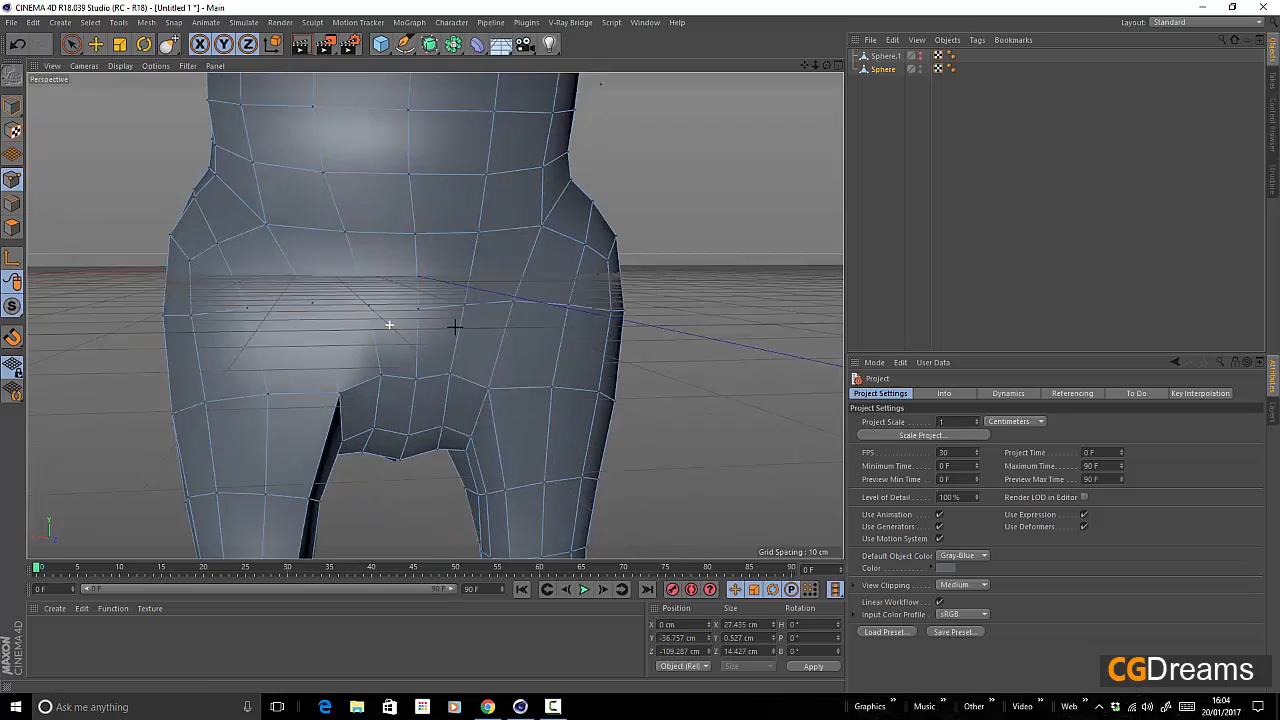 CINEMA 4D R18.039 Studio (RC - R18) - [Untitled 1 *] - Main
File Edit Create Select Tools Mesh Snap Animate Simulate Render Sculpt Motion Tracker MoGraph Character Pipeline Plugins V-Ray Bridge Script Window Help
Layout: Standard
X Y Z
View Cameras Display Options Filter Panel
Perspective
File Edit View Objects Tags Bookmarks
Sphere.1
Sphere
Objects
Takes
Content Browser
Structure
Mode Edit User Data
Project
Project Settings Info Dynamics Referencing To Do Key Interpolation
Project Settings
Project Scale 1 Centimeters
Scale Project...
FPS 30 Project Time 0 F
Minimum Time 0 F Maximum Time 90 F
Preview Min Time 0 F Preview Max Time 90 F
Level of Detail 100 % Render LOD in Editor
Use Animation Use Expression
Use Generators Use Deformers
Use Motion System
Default Object Color Gray-Blue
Color
View Clipping Medium
Linear Workflow
Input Color Profile sRGB
Load Preset... Save Preset...
Attributes
Layers
Grid Spacing : 10 cm
0 5 10 15 20 25 30 35 40 45 50 55 60 65 70 75 80 85 90 0 F
0 F 0 F 90 F 90 F
Create Edit Function Texture
Position Size Rotation
X 0 cm X 27.435 cm H 0 °
Y -36.757 cm Y 0.527 cm P 0 °
Z -109.287 cm Z 14.427 cm B 0 °
Object (Rel) Size Apply
MAXON CINEMA 4D
CGDreams
Ask me anything
Graphics Music Other Video Web
16:04
20/01/2017